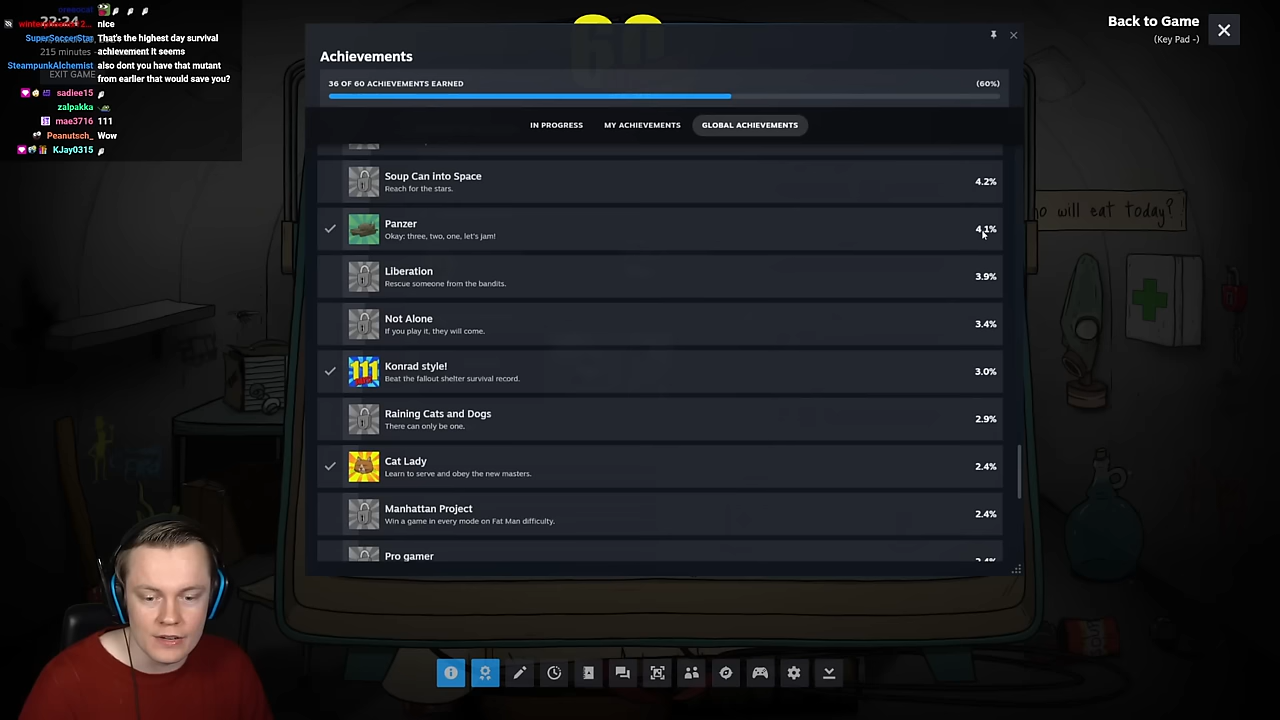 22:24
nice
SuperSoccerStar That's the highest day survival
achievement it seems
215 minutes
SteampunkAlchemist also dont you have that mutant
from earlier that would save you?
EXIT GAME
sadiee15
zalpakka
mae3716 111
Peanutsch_ Wow
KJay0315
Back to Game
(Key Pad -)
Achievements
36 OF 60 ACHIEVEMENTS EARNED (60%)
IN PROGRESS MY ACHIEVEMENTS GLOBAL ACHIEVEMENTS
Soup Can into Space
Reach for the stars.
4.2%
Panzer
Okay: three, two, one, let's jam!
4.1%
Liberation
Rescue someone from the bandits.
3.9%
Not Alone
If you play it, they will come.
3.4%
111
Konrad style!
Beat the fallout shelter survival record.
3.0%
Raining Cats and Dogs
There can only be one.
2.9%
Cat Lady
Learn to serve and obey the new masters.
2.4%
Manhattan Project
Win a game in every mode on Fat Man difficulty.
2.4%
Pro gamer
will eat today?